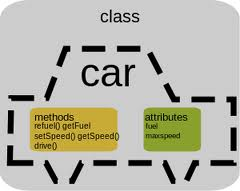 class
car
methods
refuel() getFuel
setSpeed() getSpeed()
drive()
attributes
fuel
maxspeed